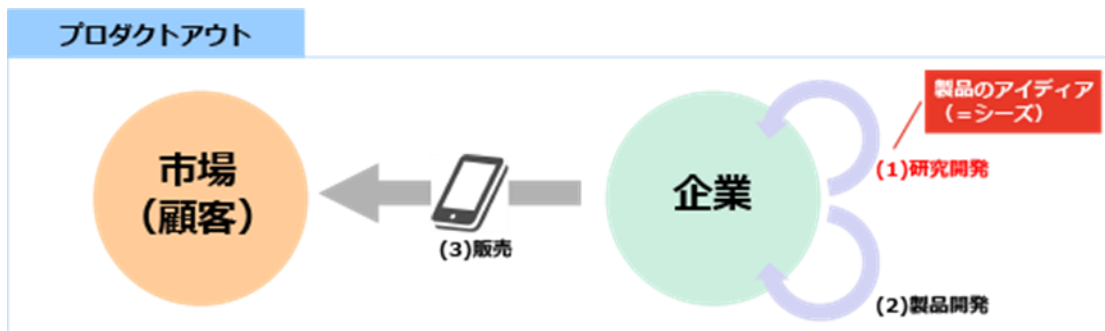 プロダクトアウト
製品のアイディア
（=シーズ）
市場
（顧客）
企業
(1)研究開発
(3)販売
(2)製品開発